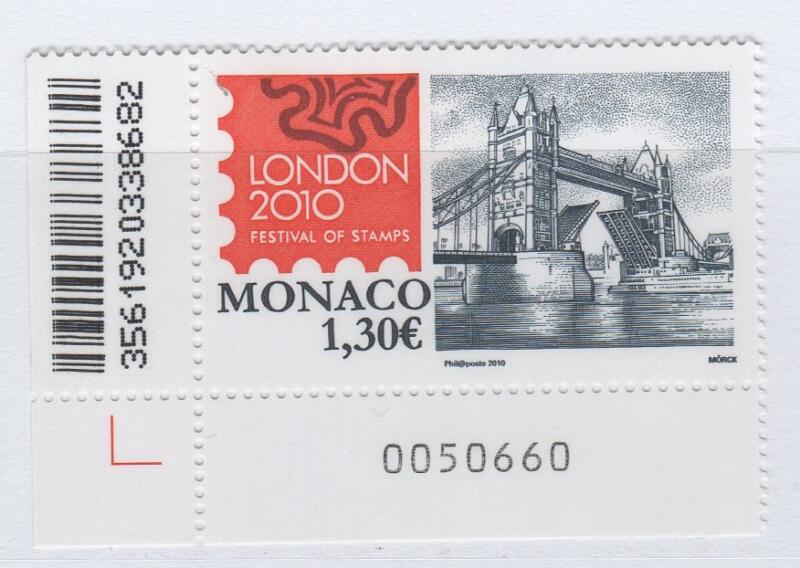 3561920338682
LONDON
2010
FESTIVAL OF STAMPS
MONACO
1,30€
Phil@poste 2010
MÖRCK
0050660